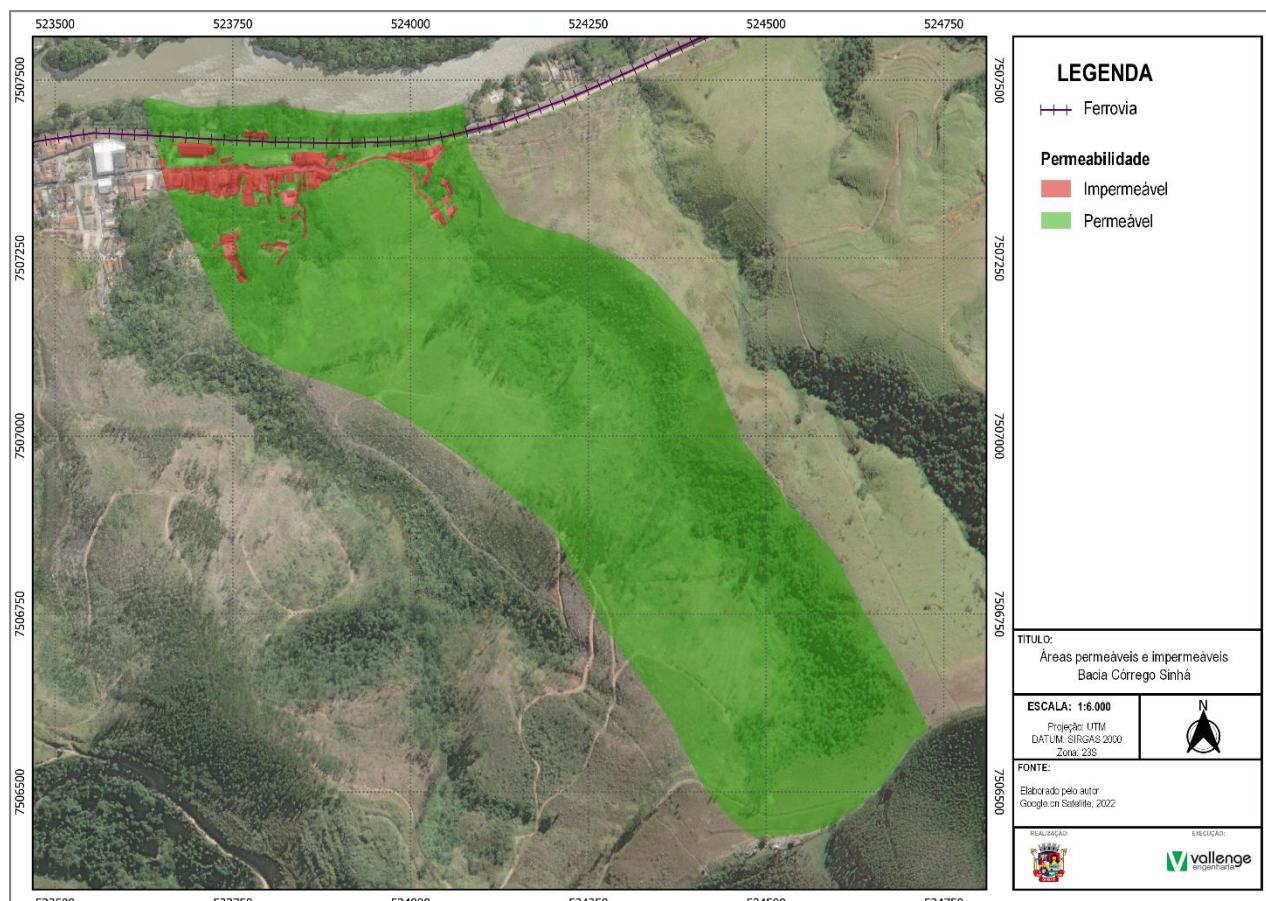 523500 523750 524000 524250 524500 524750
7507500 7507500
7507250 7507250
7507000 7507000
7506750 7506750
7506500 7506500
LEGENDA
Ferrovia
Permeabilidade
Impermeável
Permeável
TÍTULO:
Áreas permeáveis e impermeáveis
Bacia Córrego Sinhá
ESCALA: 1:6.000
Projeção: UTM
DATUM: SIRGAS 2000
Zona: 23S
N
FONTE:
Elaborado pelo autor
Google.cn Satellite, 2022
REALIZAÇÃO:
EXECUÇÃO:
vallenge
engenharia